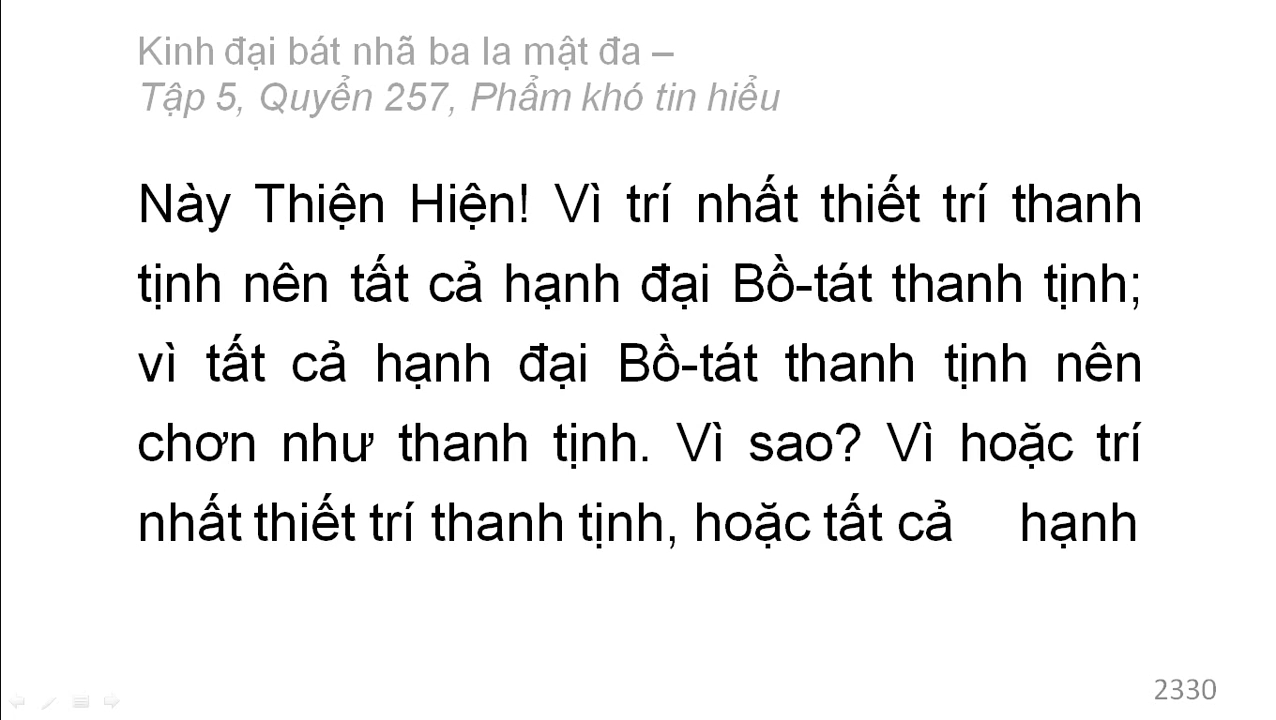 Kinh đại bát nhã ba la mật đa –
Tập 5, Quyển 257, Phẩm khó tin hiểu
Này Thiện Hiện! Vì trí nhất thiết trí thanh
tịnh nên tất cả hạnh đại Bồ-tát thanh tịnh;
vì tất cả hạnh đại Bồ-tát thanh tịnh nên
chơn như thanh tịnh. Vì sao? Vì hoặc trí
nhất thiết trí thanh tịnh, hoặc tất cả hạnh
2330